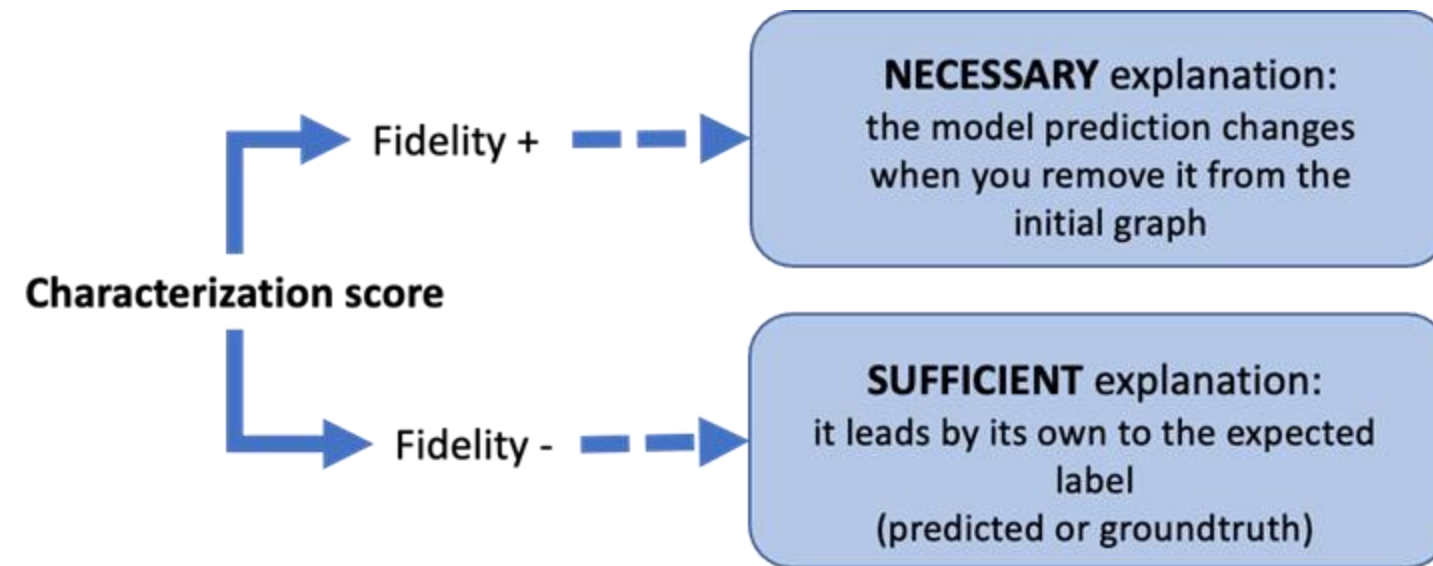 Fidelity +
NECESSARY explanation:
the model prediction changes
when you remove it from the
initial graph
Characterization score
Fidelity -
SUFFICIENT explanation:
it leads by its own to the expected
label
(predicted or groundtruth)